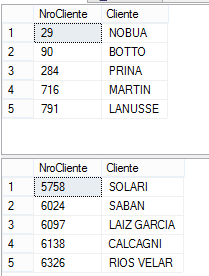 NroCliente Cliente
1 29 NOBUA
2 90 BOTTO
3 284 PRINA
4 716 MARTIN
5 791 LANUSSE
NroCliente Cliente
1 5758 SOLARI
2 6024 SABAN
3 6097 LAIZ GARCIA
4 6138 CALCAGNI
5 6326 RIOS VELAR